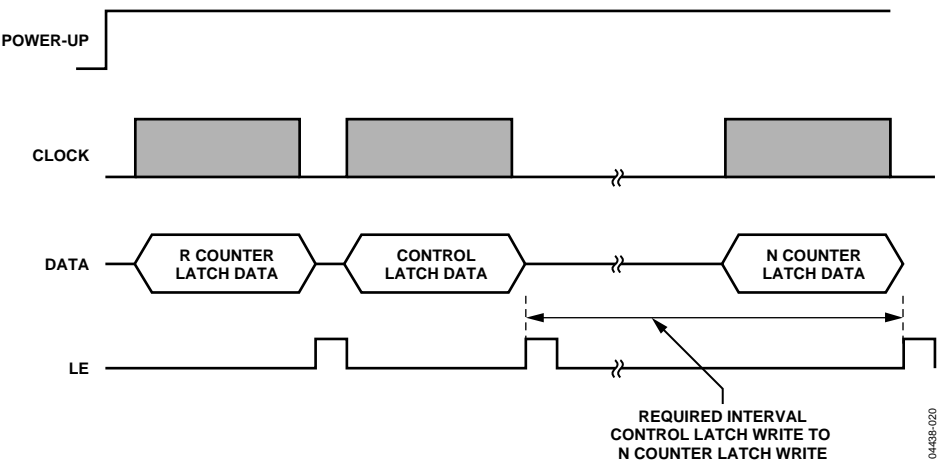 POWER-UP
CLOCK
DATA
R COUNTER
LATCH DATA
CONTROL
LATCH DATA
N COUNTER
LATCH DATA
LE
REQUIRED INTERVAL
CONTROL LATCH WRITE TO
N COUNTER LATCH WRITE
04438-020